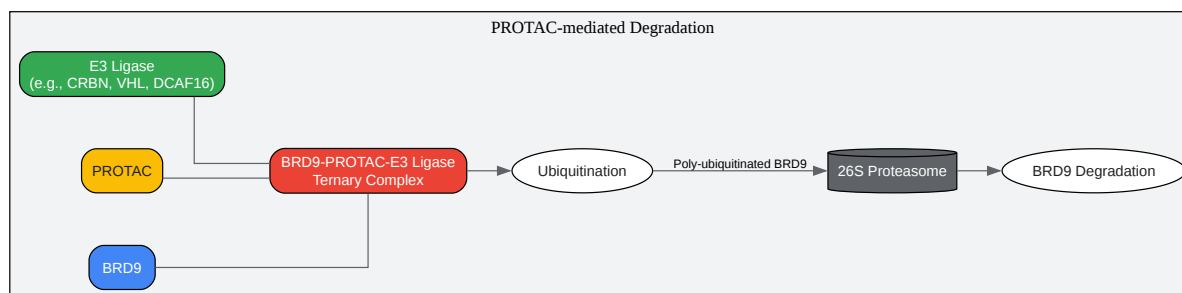 PROTAC-mediated Degradation
E3 Ligase
(e.g., CRBN, VHL, DCAF16)
PROTAC
BRD9-PROTAC-E3 Ligase
Ternary Complex
Ubiquitination
Poly-ubiquitinated BRD9
26S Proteasome
BRD9 Degradation
BRD9